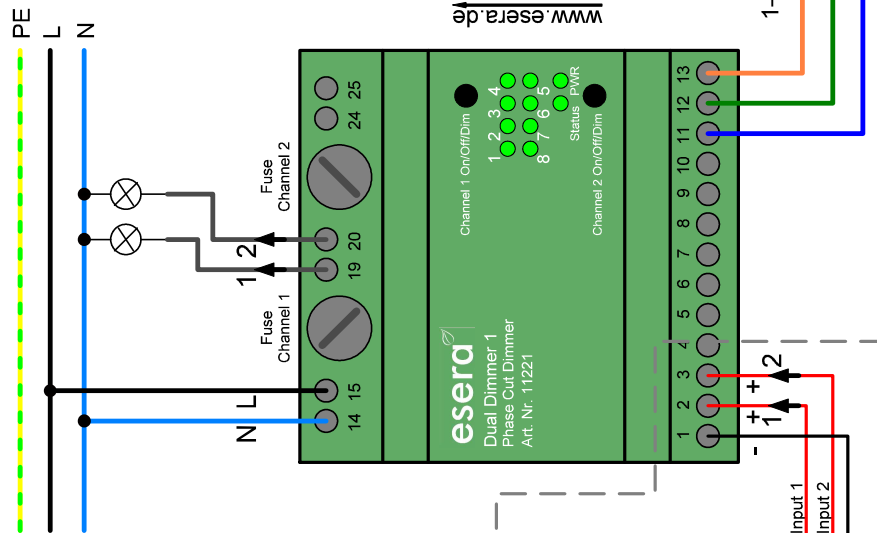 PE
L
N
www.esera.de
1-
25
24
Fuse
Channel 2
20
19
2
1
Fuse
Channel 1
15
14
L
N
Channel 1 On/Off/Dim
1 2 3 4
8 7 6 5
Status PWR
Channel 2 On/Off/Dim
esera
Dual Dimmer 1
Phase Cut Dimmer
Art. Nr. 11221
13
12
11
10
9
8
7
6
5
4
3
2
1
+ 2
+ 1
-
Input 1
Input 2